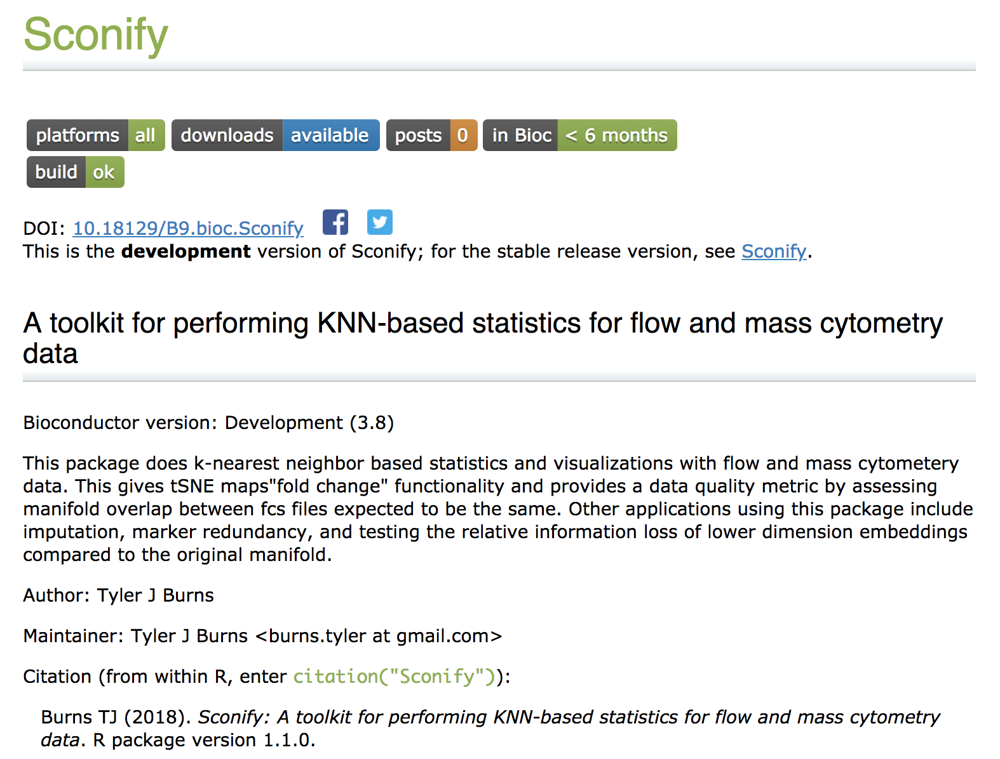 Sconify
platforms all downloads available posts 0 in Bioc < 6 months
build ok
DOI: 10.18129/B9.bioc.Sconify
This is the development version of Sconify; for the stable release version, see Sconify.
A toolkit for performing KNN-based statistics for flow and mass cytometry
data
Bioconductor version: Development (3.8)
This package does k-nearest neighbor based statistics and visualizations with flow and mass cytometery
data. This gives tSNE maps"fold change" functionality and provides a data quality metric by assessing
manifold overlap between fcs files expected to be the same. Other applications using this package include
imputation, marker redundancy, and testing the relative information loss of lower dimension embeddings
compared to the original manifold.
Author: Tyler J Burns
Maintainer: Tyler J Burns <burns.tyler at gmail.com>
Citation (from within R, enter citation("Sconify")):
Burns TJ (2018). Sconify: A toolkit for performing KNN-based statistics for flow and mass cytometry
data. R package version 1.1.0.